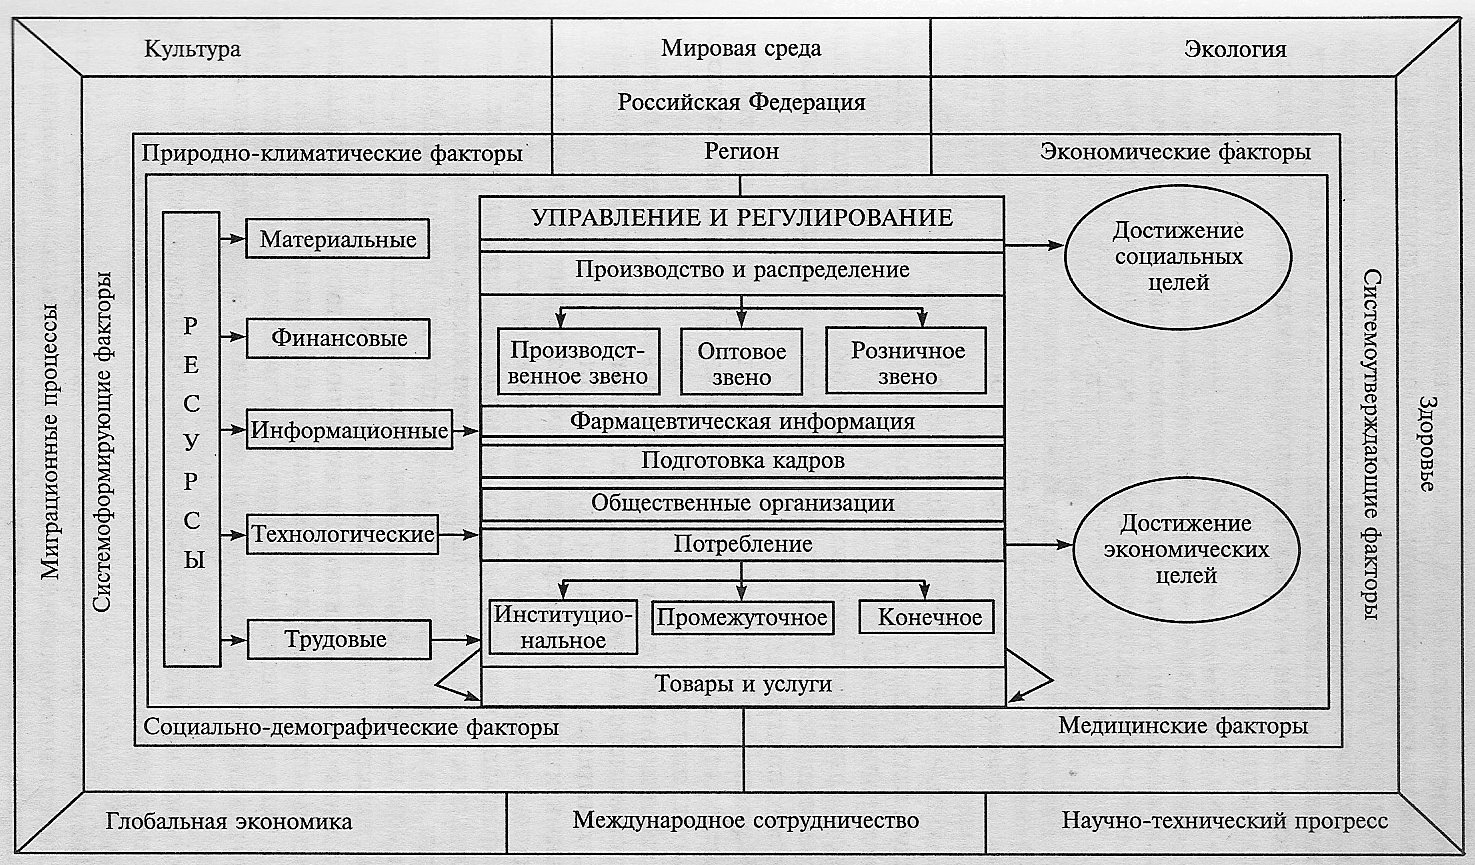 Культура
Мировая среда
Экология
Российская Федерация
Природно-климатические факторы
Регион
Экономические факторы
Миграционные процессы
Системоформирующие факторы
РЕСУРСЫ
Материальные
Финансовые
Информационные
Технологические
Трудовые
УПРАВЛЕНИЕ И РЕГУЛИРОВАНИЕ
Производство и распределение
Производст-
венное звено
Оптовое
звено
Розничное
звено
Фармацевтическая информация
Подготовка кадров
Общественные организации
Потребление
Институцио-
нальное
Промежуточное
Конечное
Товары и услуги
Достижение
социальных
целей
Достижение
экономических
целей
Системоутверждающие факторы
Здоровье
Социально-демографические факторы
Медицинские факторы
Глобальная экономика
Международное сотрудничество
Научно-технический прогресс